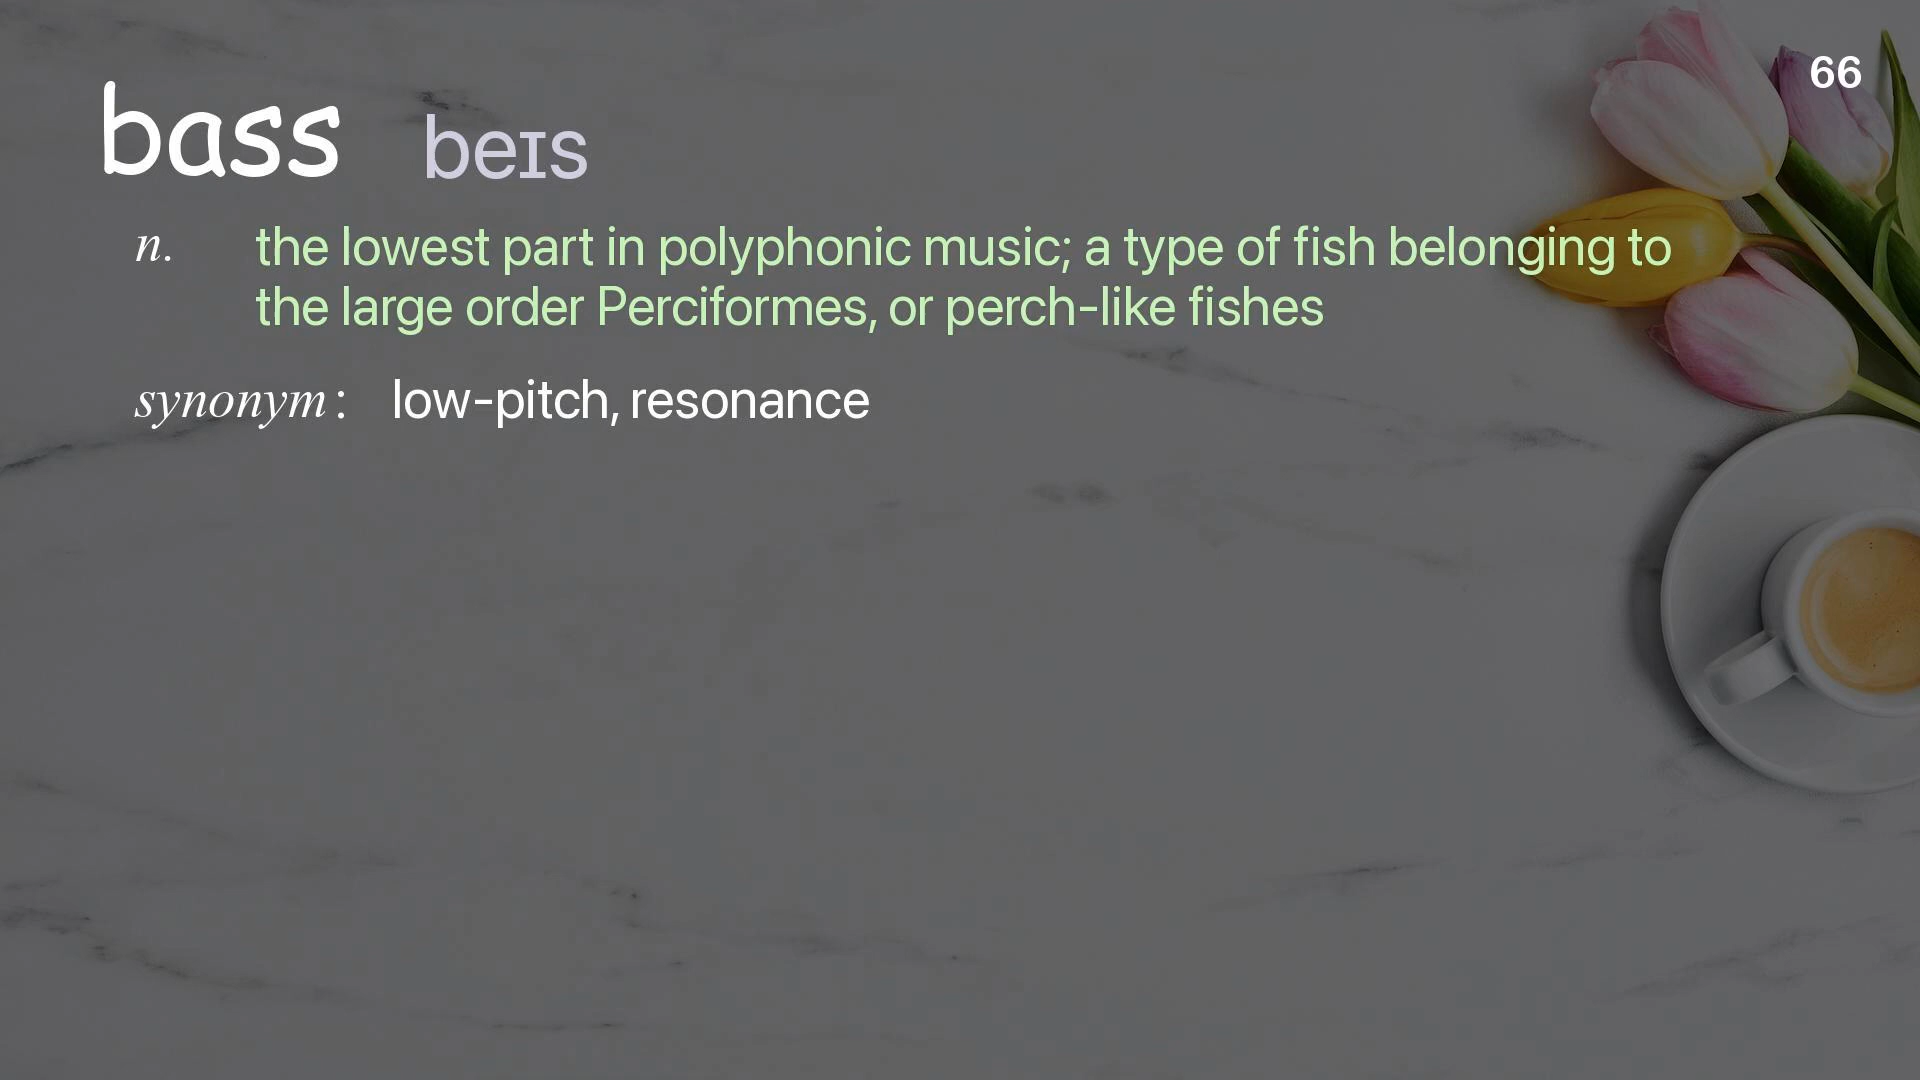 66
bass beɪs
n. the lowest part in polyphonic music; a type of fish belonging to
the large order Perciformes, or perch-like fishes
synonym: low-pitch, resonance